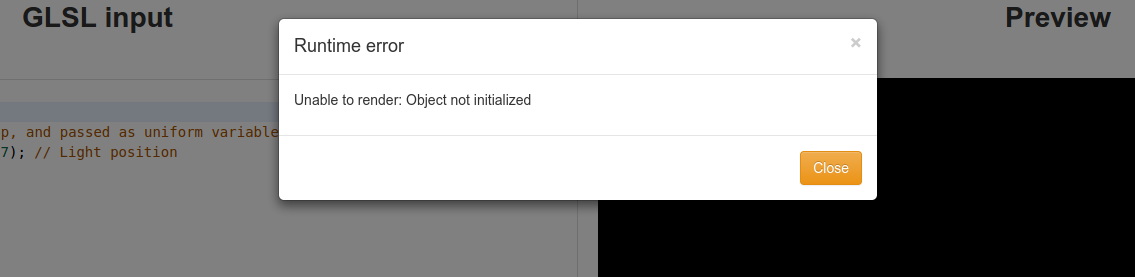 GLSL input
Preview
Runtime error
×
Unable to render: Object not initialized
p, and passed as uniform variable
7); // Light position
Close